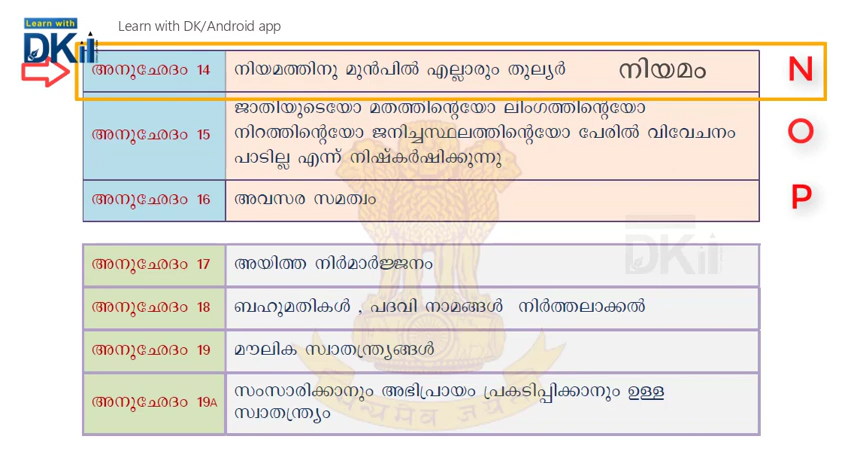 Learn with DK/Android app
Learn with
DKil
അനുഛേദം 14 നിയമത്തിനു മുൻപിൽ എല്ലാരും തുല്യർ നിയമം N
അനുഛേദം 15 ജാതിയുടെയോ മതത്തിന്റെയോ ലിംഗത്തിന്റെയോ
നിറത്തിന്റെയോ ജനിച്ചസ്ഥലത്തിന്റെയോ പേരിൽ വിവേചനം O
പാടില്ല എന്ന് നിഷ്കർഷിക്കുന്നു
അനുഛേദം 16 അവസര സമത്വം P
DKil
അനുഛേദം 17 അയിത്ത നിർമാർജ്ജനം
അനുഛേദം 18 ബഹുമതികൾ , പദവി നാമങ്ങൾ നിർത്തലാക്കൽ
അനുഛേദം 19 മൗലിക സ്വാതന്ത്ര്യങ്ങൾ
അനുഛേദം 19A സംസാരിക്കാനും അഭിപ്രായം പ്രകടിപ്പിക്കാനും ഉള്ള
സ്വാതന്ത്ര്യം